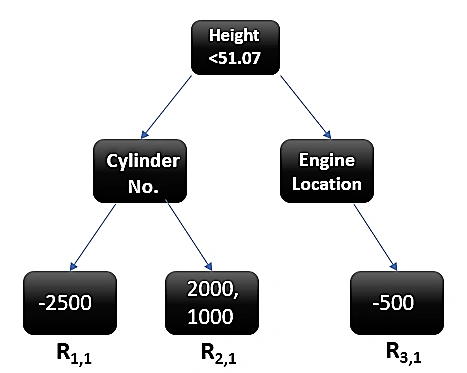 Height
<51.07
Cylinder
No.
Engine
Location
-2500
2000,
1000
-500
R1,1
R2,1
R3,1